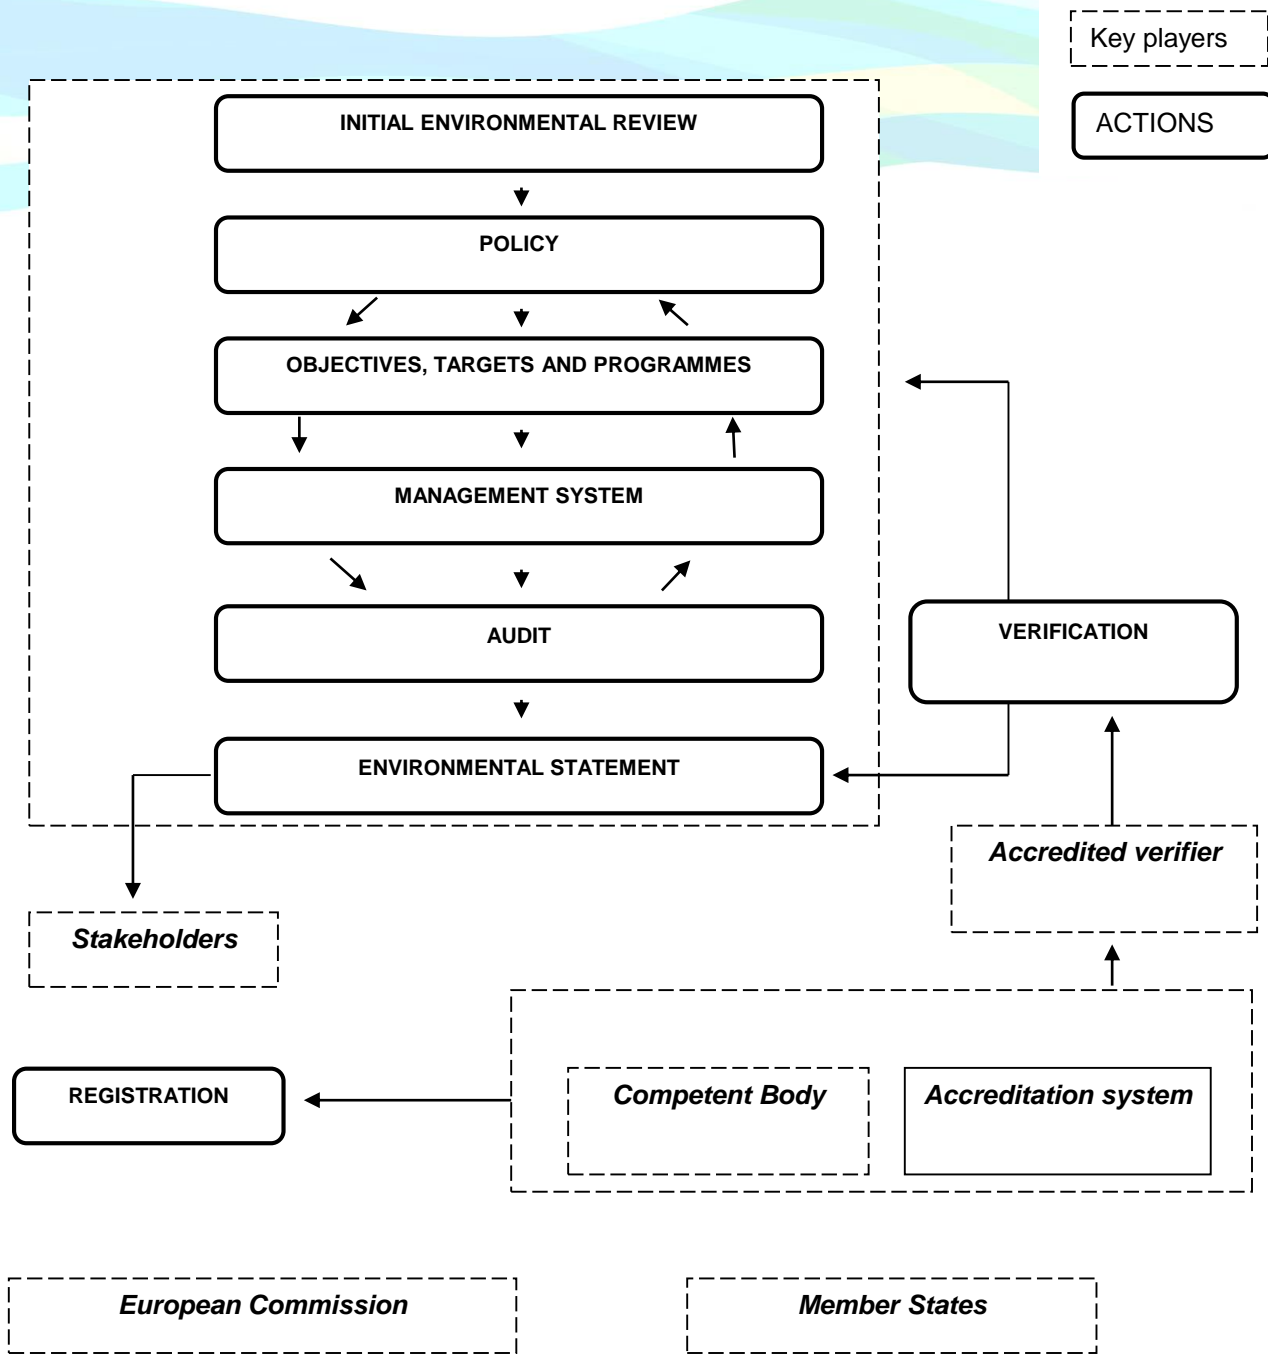 Key players
ACTIONS
INITIAL ENVIRONMENTAL REVIEW
POLICY
OBJECTIVES, TARGETS AND PROGRAMMES
MANAGEMENT SYSTEM
AUDIT
VERIFICATION
ENVIRONMENTAL STATEMENT
Accredited verifier
Stakeholders
REGISTRATION
Competent Body
Accreditation system
European Commission
Member States